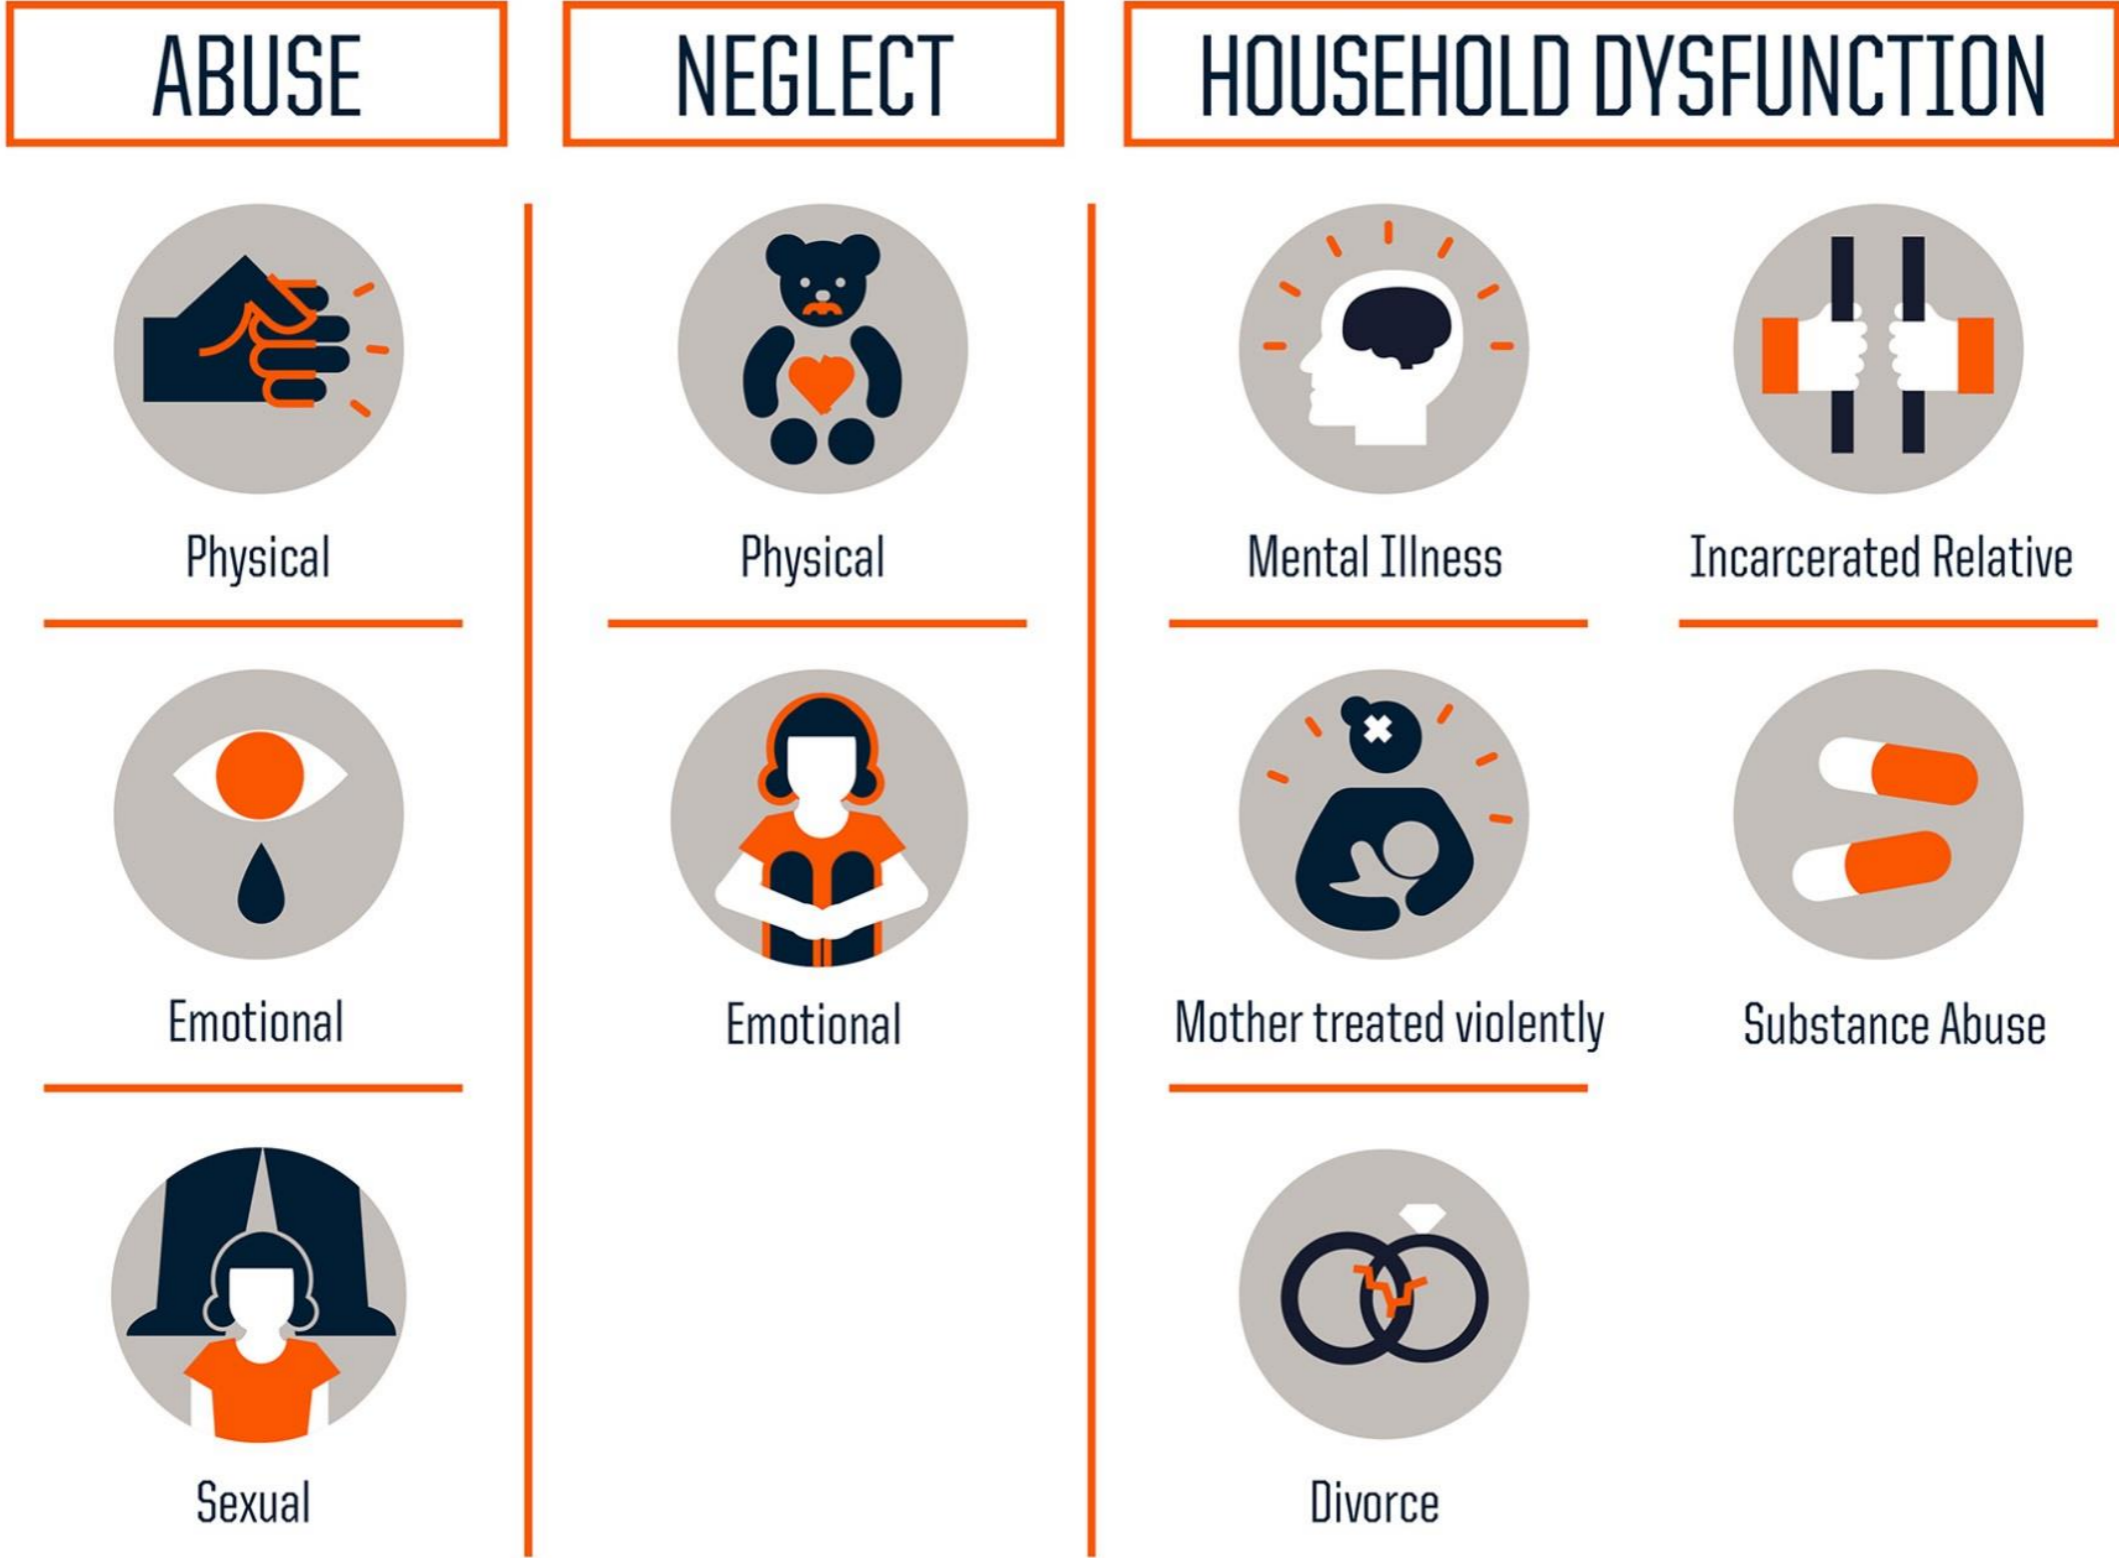 ABUSE
Physical
Emotional
Sexual
NEGLECT
Physical
Emotional
HOUSEHOLD DYSFUNCTION
Mental Illness
Incarcerated Relative
Mother treated violently
Substance Abuse
Divorce